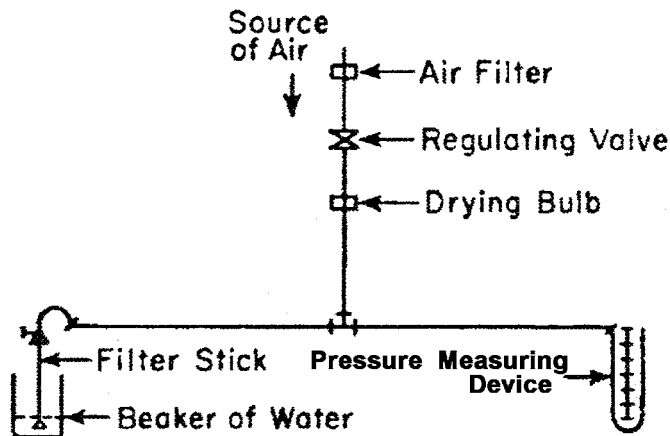 Source
of Air
Air Filter
Regulating Valve
Drying Bulb
Filter Stick
Pressure Measuring
Device
Beaker of Water